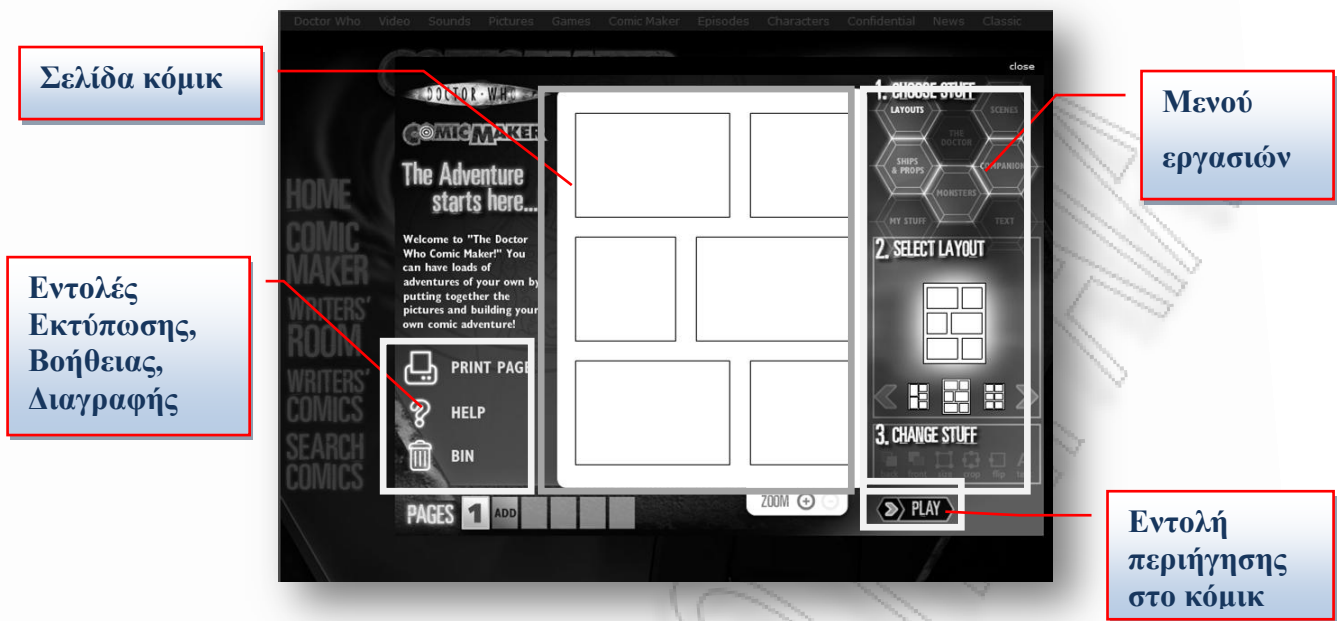 Doctor Who Video Sounds Pictures Games Comic Maker Episodes Characters Confidential News Classic
close
Σελίδα κόμικ
Εντολές
Εκτύπωσης,
Βοήθειας,
Διαγραφής
HOME
COMIC
MAKER
WRITERS'
ROOM
WRITERS'
COMICS
SEARCH
COMICS
DOCTOR·WHO
COMIC MAKER
The Adventure
starts here...
Welcome to "The Doctor
Who Comic Maker!" You
can have loads of
adventures of your own by
putting together the
pictures and building your
own comic adventure!
PRINT PAGE
HELP
BIN
PAGES 1 ADD
ZOOM
1. CHOOSE STUFF
LAYOUTS
SCENES
THE
DOCTOR
SHIPS
& PROPS
COMPANION
MONSTERS
MY STUFF
TEXT
2. SELECT LAYOUT
3. CHANGE STUFF
back front size crop flip
PLAY
Μενού
εργασιών
Εντολή
περιήγησης
στο κόμικ